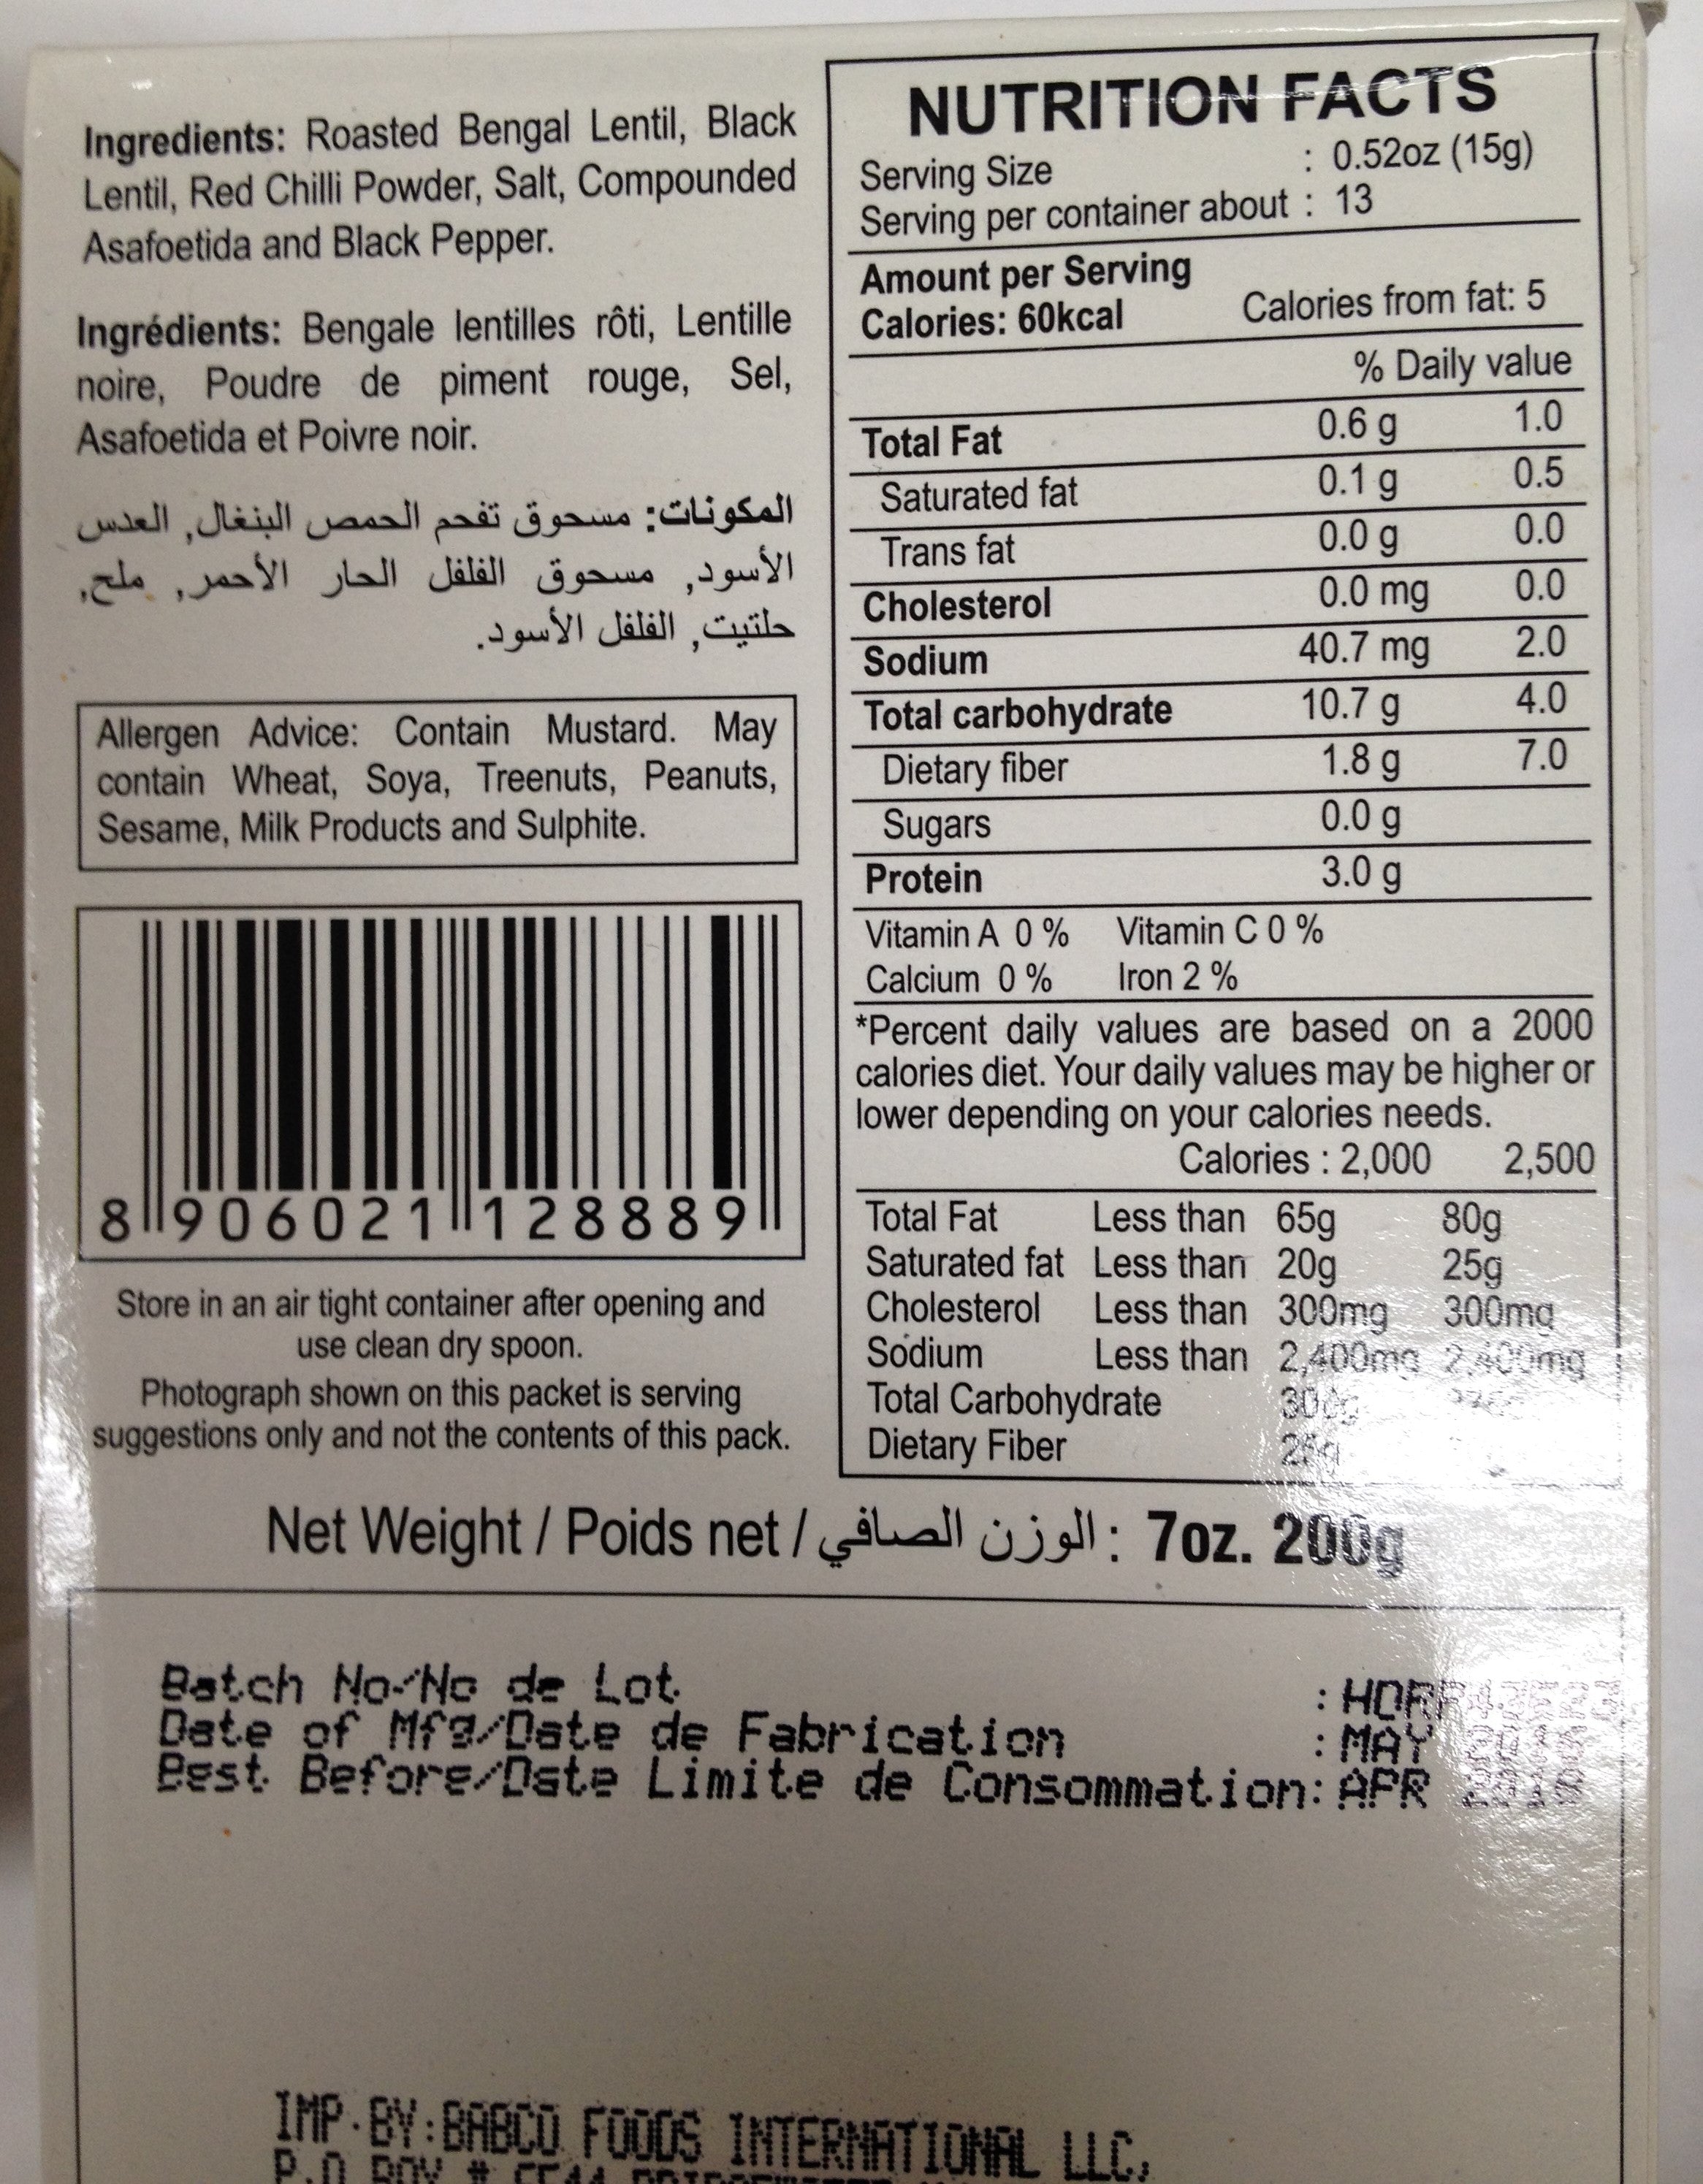 Ingredients: Roasted Bengal Lentil, Black
Lentil, Red Chilli Powder, Salt, Compounded
Asafoetida and Black Pepper.
Ingrédients: Bengale lentilles rôti, Lentille
noire, Poudre de piment rouge, Sel,
Asafoetida et Poivre noir.
المكونات: مسحوق تفحم الحمص البنغال, العدس
الأسود, مسحوق الفلفل الحار الأحمر, ملح,
حلتيت, الفلفل الأسود.
Allergen Advice: Contain Mustard. May
contain Wheat, Soya, Treenuts, Peanuts,
Sesame, Milk Products and Sulphite.
8 906021 128889
Store in an air tight container after opening and
use clean dry spoon.
Photograph shown on this packet is serving
suggestions only and not the contents of this pack.
NUTRITION FACTS
Serving Size : 0.52oz (15g)
Serving per container about : 13
Amount per Serving
Calories: 60kcal Calories from fat: 5
% Daily value
Total Fat 0.6 g 1.0
Saturated fat 0.1 g 0.5
Trans fat 0.0 g 0.0
Cholesterol 0.0 mg 0.0
Sodium 40.7 mg 2.0
Total carbohydrate 10.7 g 4.0
Dietary fiber 1.8 g 7.0
Sugars 0.0 g
Protein 3.0 g
Vitamin A 0 % Vitamin C 0 %
Calcium 0 % Iron 2 %
*Percent daily values are based on a 2000
calories diet. Your daily values may be higher or
lower depending on your calories needs.
Calories : 2,000 2,500
Total Fat Less than 65g 80g
Saturated fat Less than 20g 25g
Cholesterol Less than 300mg 300mg
Sodium Less than 2,400mg 2,400mg
Total Carbohydrate 300g
Dietary Fiber 25g
Net Weight / Poids net / الوزن الصافي : 7oz. 200g
Batch No/No de Lot :
Date of Mfg/Date de Fabrication : MAY
Best Before/Date Limite de Consommation: APR
IMP.BY:BABCO FOODS INTERNATIONAL LLC,
P.O BOX #